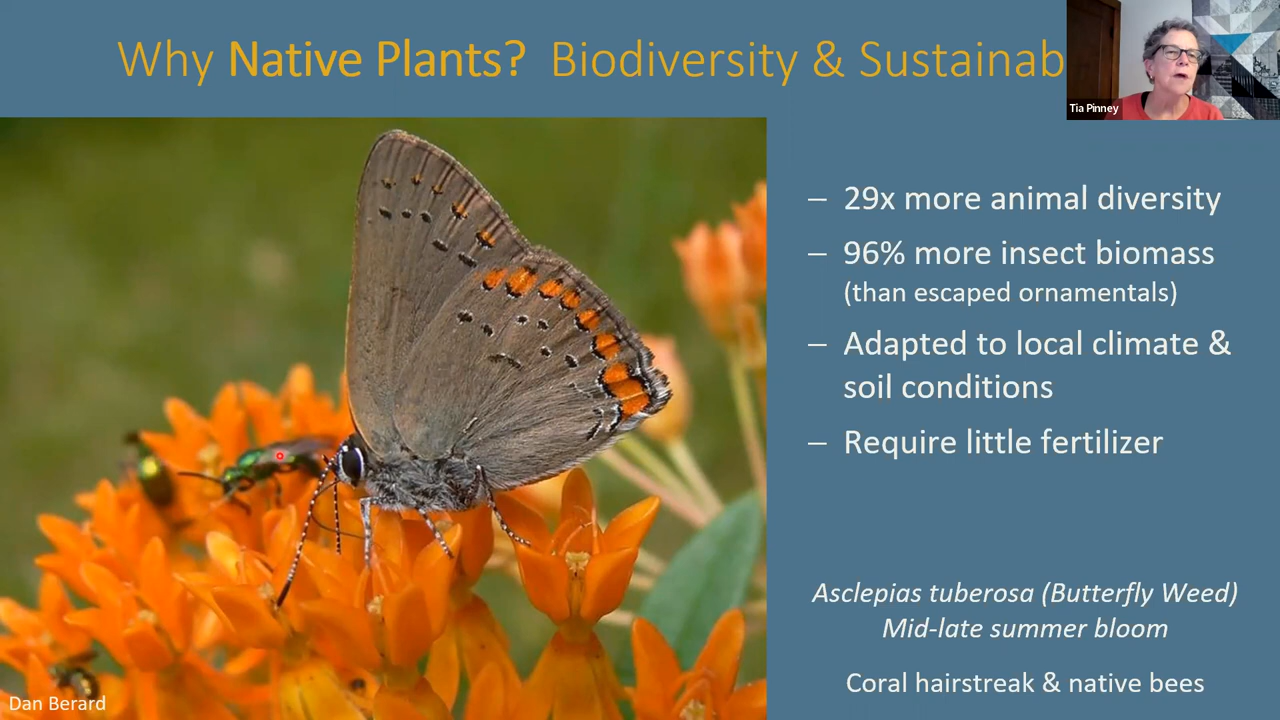 Why Native Plants? Biodiversity & Sustainab
Tia Pinney
– 29x more animal diversity
– 96% more insect biomass
(than escaped ornamentals)
– Adapted to local climate &
soil conditions
– Require little fertilizer
Asclepias tuberosa (Butterfly Weed)
Mid-late summer bloom
Coral hairstreak & native bees
Dan Berard